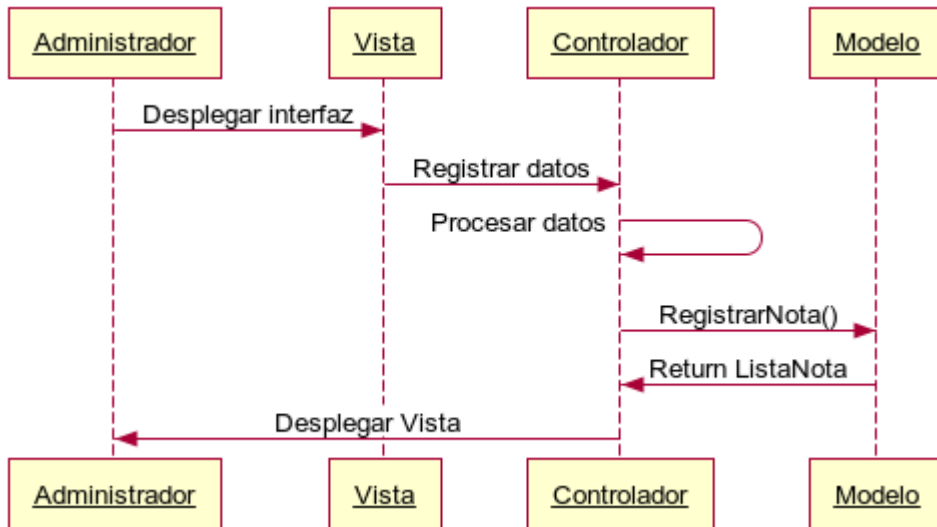 Administrador
Vista
Controlador
Modelo
Desplegar interfaz
Registrar datos
Procesar datos
RegistrarNota()
Return ListaNota
Desplegar Vista
Administrador
Vista
Controlador
Modelo